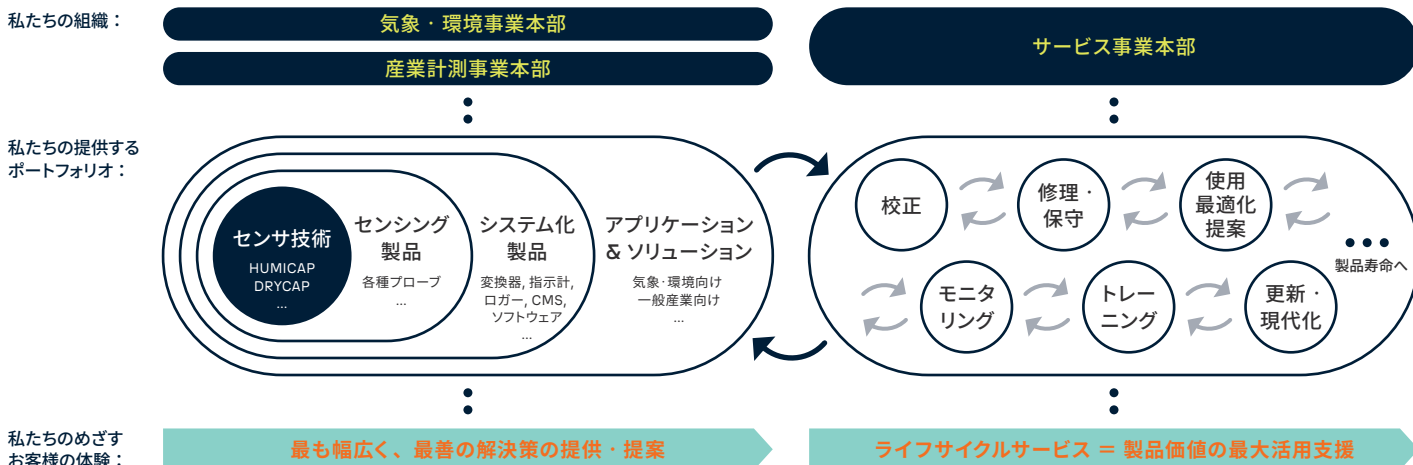 私たちの組織：
気象・環境事業本部
産業計測事業本部
サービス事業本部
私たちの提供する
ポートフォリオ：
センサ技術
HUMICAP
DRYCAP
...
センシング
製品
各種プローブ
...
システム化
製品
変換器, 指示計,
ロガー, CMS,
ソフトウェア
...
アプリケーション
& ソリューション
気象・環境向け
一般産業向け
...
校正
修理・
保守
使用
最適化
提案
•••
製品寿命へ
モニタ
リング
トレー
ニング
更新・
現代化
私たちのめざす
お客様の体験：
最も幅広く、最善の解決策の提供・提案
ライフサイクルサービス = 製品価値の最大活用支援